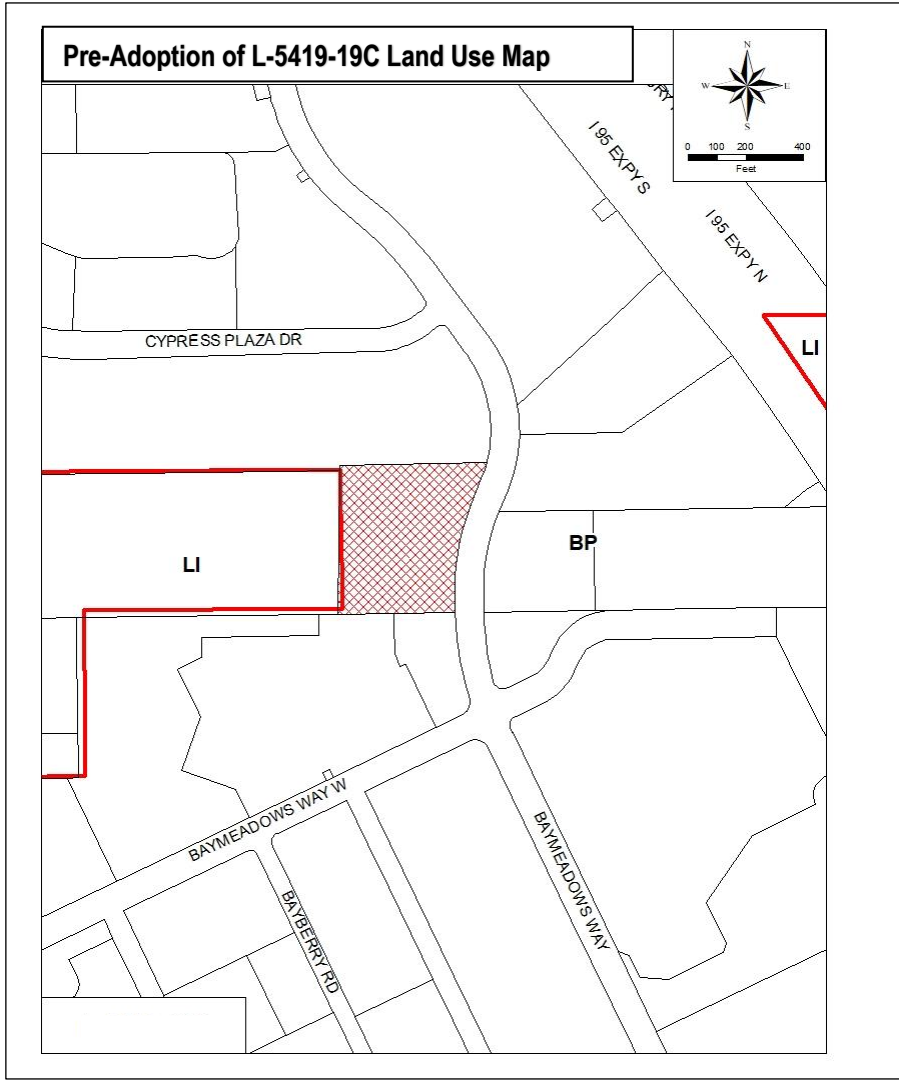 Pre-Adoption of L-5419-19C Land Use Map
N
W E
S
0 100 200 400
Feet
I 95 EXPY S
I 95 EXPY N
CYPRESS PLAZA DR
LI
LI
BP
BAYMEADOWS WAY W
BAYMEADOWS WAY
BAYBERRY RD